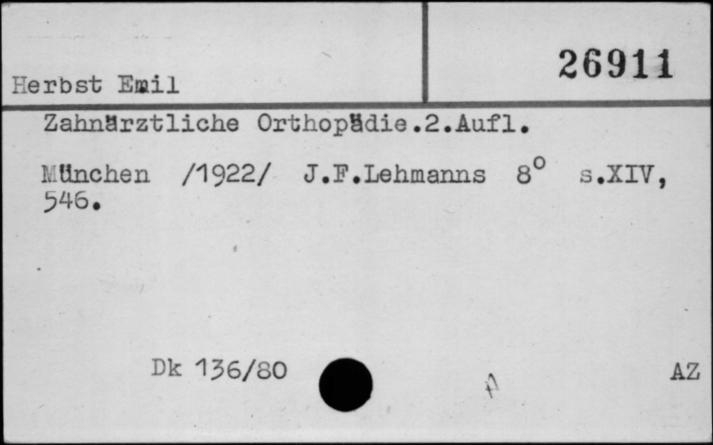 26911
Herbst Emil
Zahnärztliche Orthopädie.2.Aufl.
München /1922/ J.F.Lehmanns 8° s.XIV,
546.
Dk 136/80
AZ